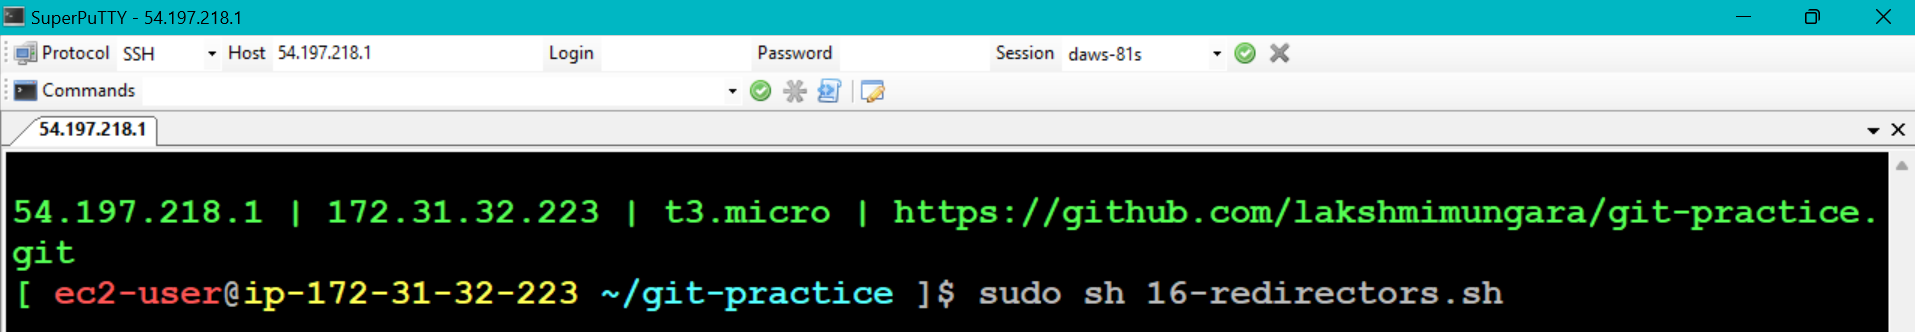 SuperPuTTY - 54.197.218.1
Protocol SSH Host 54.197.218.1 Login Password Session daws-81s
Commands
54.197.218.1
54.197.218.1 | 172.31.32.223 | t3.micro | https://github.com/lakshmimungara/git-practice.
git
[ ec2-user@ip-172-31-32-223 ~/git-practice ]$ sudo sh 16-redirectors.sh